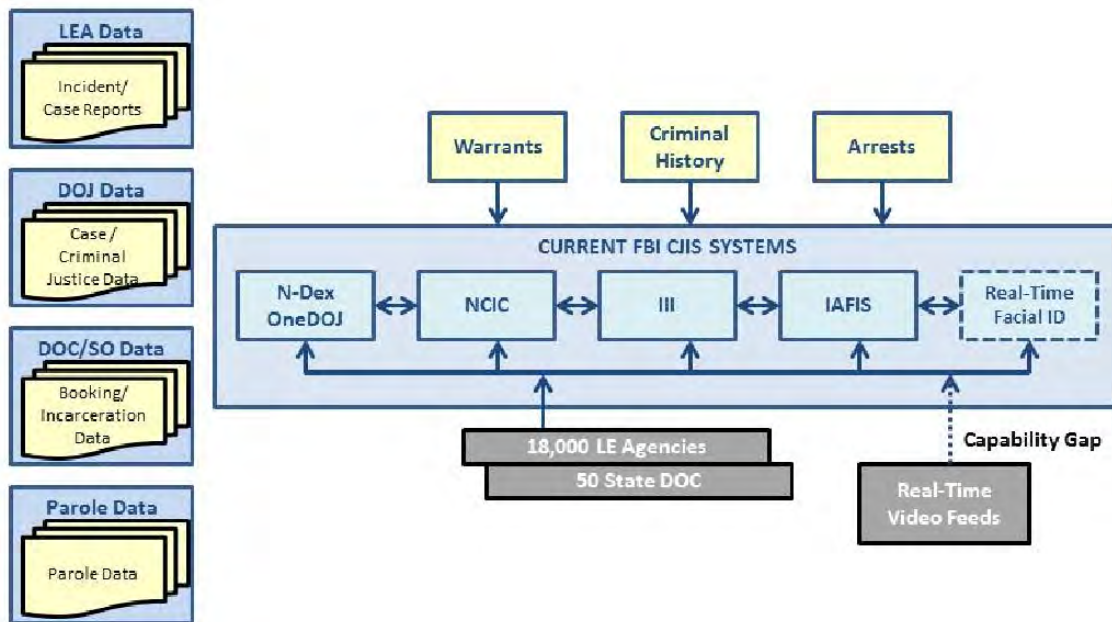 LEA Data
Incident/
Case Reports
DOJ Data
Case /
Criminal
Justice Data
DOC/SO Data
Booking/
Incarceration
Data
Parole Data
Parole Data
Warrants
Criminal
History
Arrests
CURRENT FBI CJIS SYSTEMS
N-Dex
OneDOJ
NCIC
III
IAFIS
Real-Time
Facial ID
18,000 LE Agencies
50 State DOC
Capability Gap
Real-Time
Video Feeds